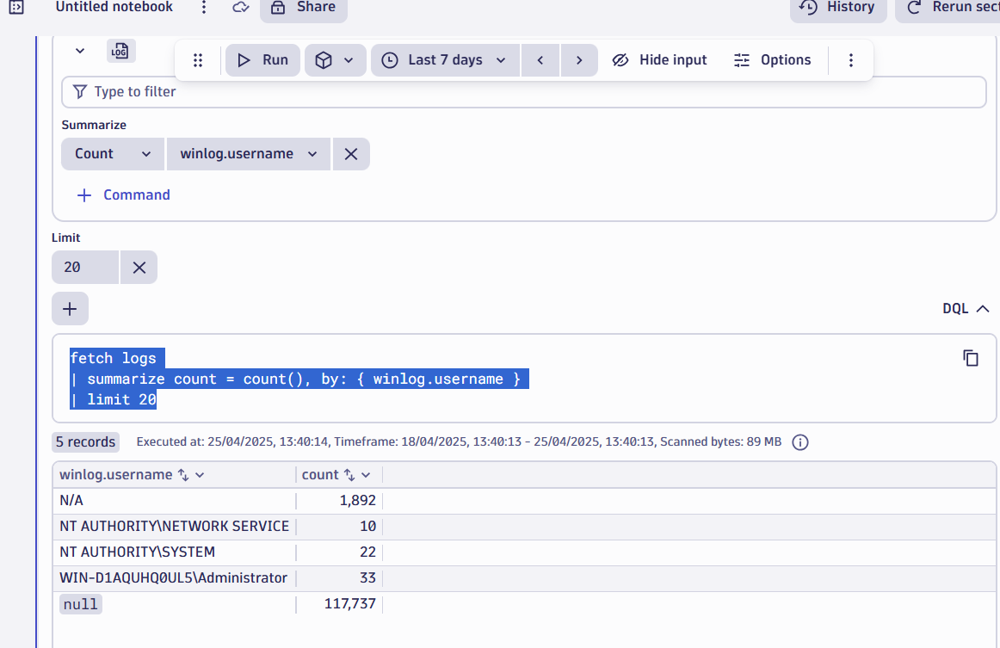 Untitled notebook Share History Rerun sect
LOG Run Last 7 days Hide input Options
Type to filter
Summarize
Count winlog.username
Command
Limit
20
DQL
fetch logs
| summarize count = count(), by: { winlog.username }
| limit 20
5 records Executed at: 25/04/2025, 13:40:14, Timeframe: 18/04/2025, 13:40:13 - 25/04/2025, 13:40:13, Scanned bytes: 89 MB
winlog.username count
N/A 1,892
NT AUTHORITY\NETWORK SERVICE 10
NT AUTHORITY\SYSTEM 22
WIN-D1AQUHQ0UL5\Administrator 33
null 117,737